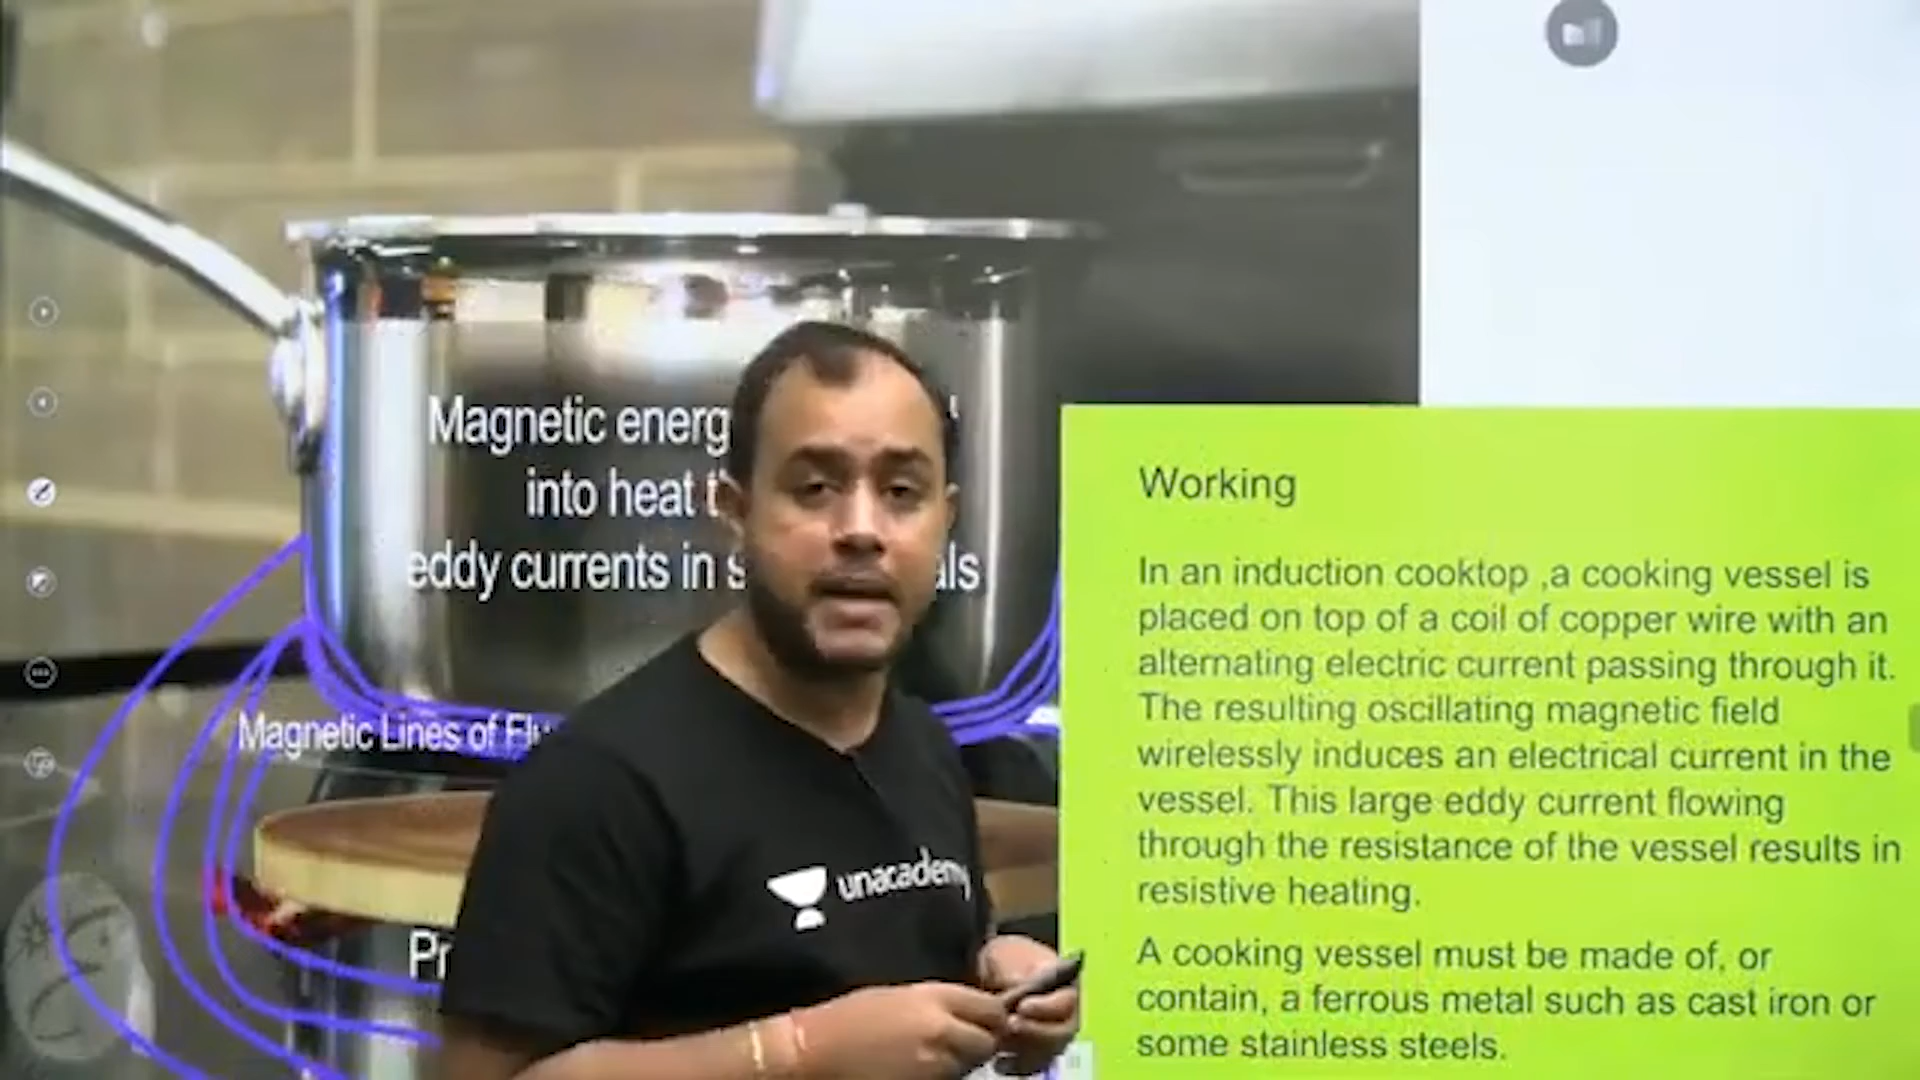 Magnetic energ
into heat
eddy currents in s als
Magnetic Lines of Flu
Pr
unacademy
Working
In an induction cooktop ,a cooking vessel is
placed on top of a coil of copper wire with an
alternating electric current passing through it.
The resulting oscillating magnetic field
wirelessly induces an electrical current in the
vessel. This large eddy current flowing
through the resistance of the vessel results in
resistive heating.
A cooking vessel must be made of, or
contain, a ferrous metal such as cast iron or
some stainless steels.